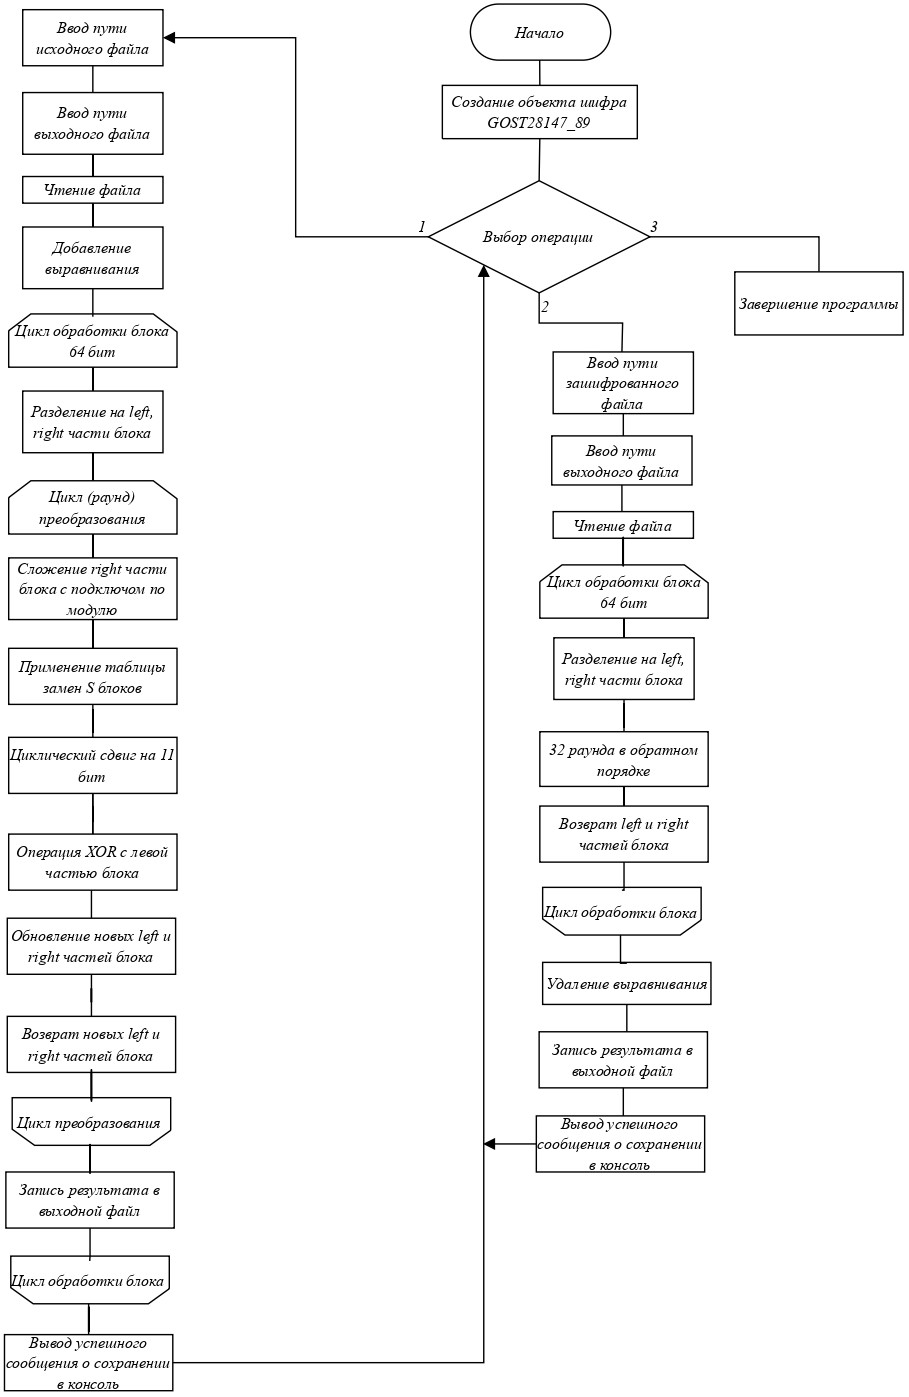 Начало
Создание объекта шифра
GOST28147_89
Выбор операции
1
2
3
Ввод пути
исходного файла
Ввод пути
выходного файла
Чтение файла
Добавление
выравнивания
Цикл обработки блока
64 бит
Разделение на left,
right части блока
Цикл (раунд)
преобразования
Сложение right части
блока с подключом по
модулю
Применение таблицы
замен S блоков
Циклический сдвиг на 11
бит
Операция XOR с левой
частью блока
Обновление новых left и
right частей блока
Возврат новых left и
right частей блока
Цикл преобразования
Запись результата в
выходной файл
Цикл обработки блока
Вывод успешного
сообщения о сохранении
в консоль
Ввод пути
зашифрованного
файла
Ввод пути
выходного файла
Чтение файла
Цикл обработки блока
64 бит
Разделение на left,
right части блока
32 раунда в обратном
порядке
Возврат left и right
частей блока
Цикл обработки блока
Удаление выравнивания
Запись результата в
выходной файл
Вывод успешного
сообщения о сохранении
в консоль
Завершение программы